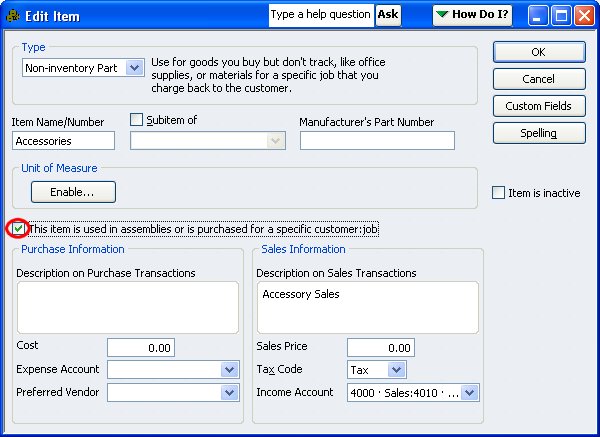 Edit Item
Type a help question Ask
How Do I?
Type
Non-inventory Part
Use for goods you buy but don't track, like office
supplies, or materials for a specific job that you
charge back to the customer.
OK
Cancel
Custom Fields
Spelling
Item Name/Number
Subitem of
Manufacturer's Part Number
Accessories
Unit of Measure
Enable...
Item is inactive
This item is used in assemblies or is purchased for a specific customer:job
Purchase Information
Description on Purchase Transactions
Cost 0.00
Expense Account
Preferred Vendor
Sales Information
Description on Sales Transactions
Accessory Sales
Sales Price 0.00
Tax Code Tax
Income Account 4000 · Sales:4010 · ...